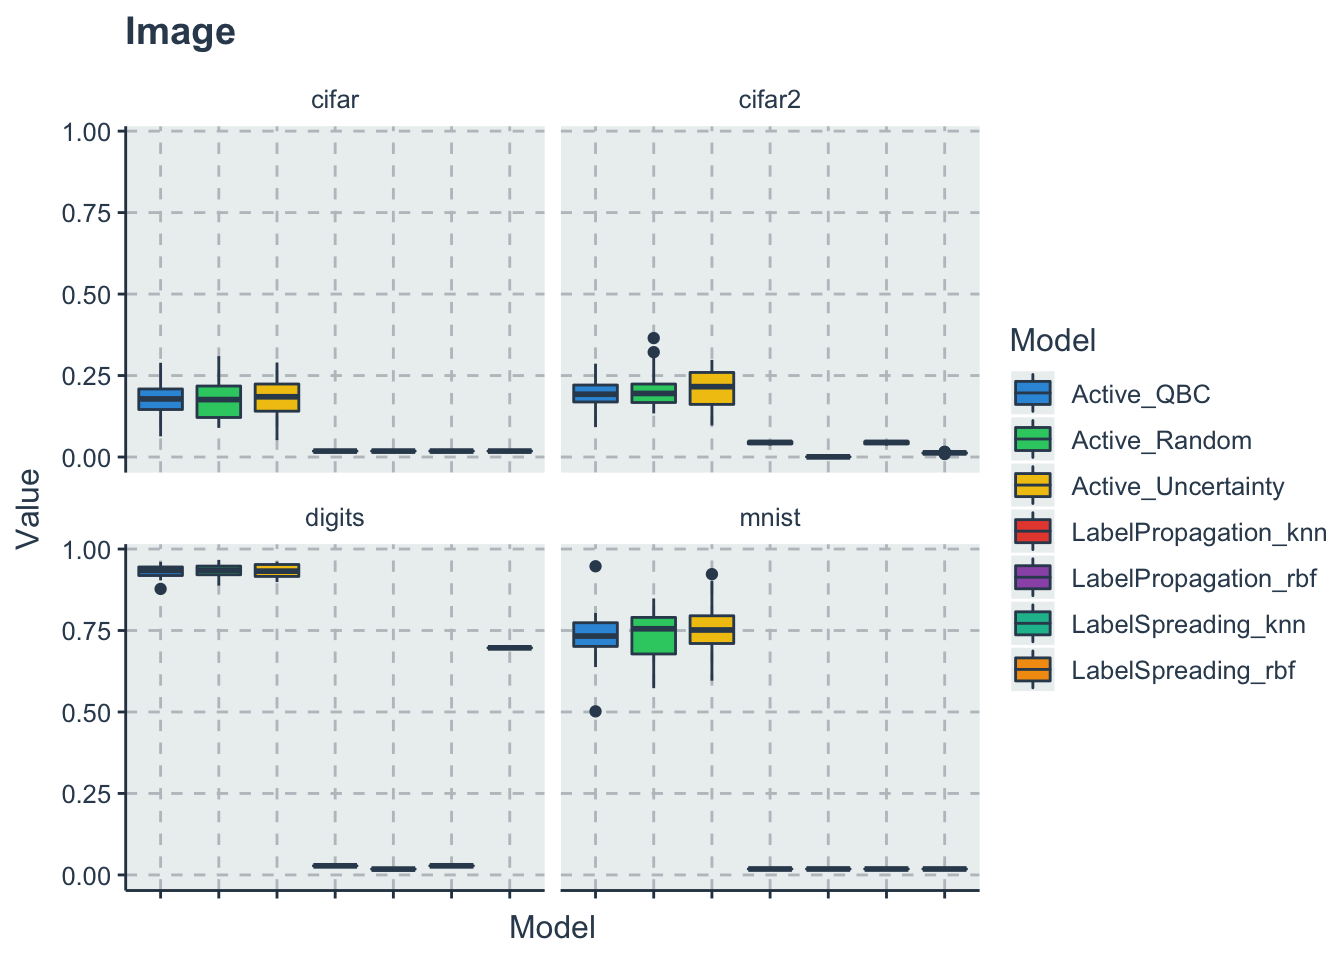 Image
cifar
cifar2
1.00
0.75
0.50
0.25
0.00
digits
mnist
1.00
0.75
0.50
0.25
0.00
Value
Model
Model
Active_QBC
Active_Random
Active_Uncertainty
LabelPropagation_knn
LabelPropagation_rbf
LabelSpreading_knn
LabelSpreading_rbf